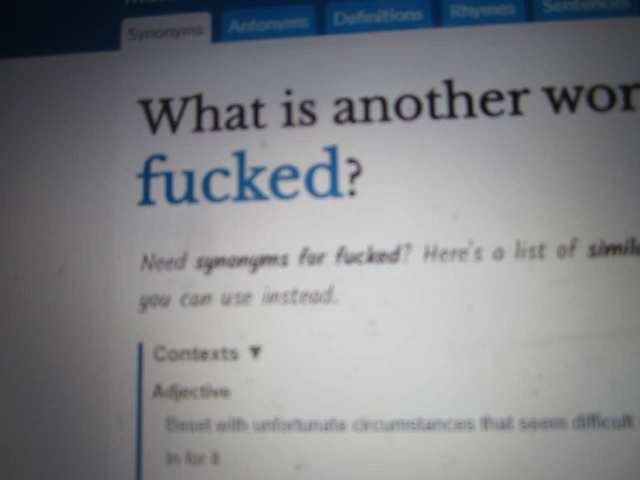 Synonyms Antonyms Definitions Rhymes Sentences
What is another wor
fucked?
Need synonyms for fucked? Here's a list of simila
you can use instead.
Contexts ▼
Adjective
Beset with unfortunate circumstances that seem difficult
In for it